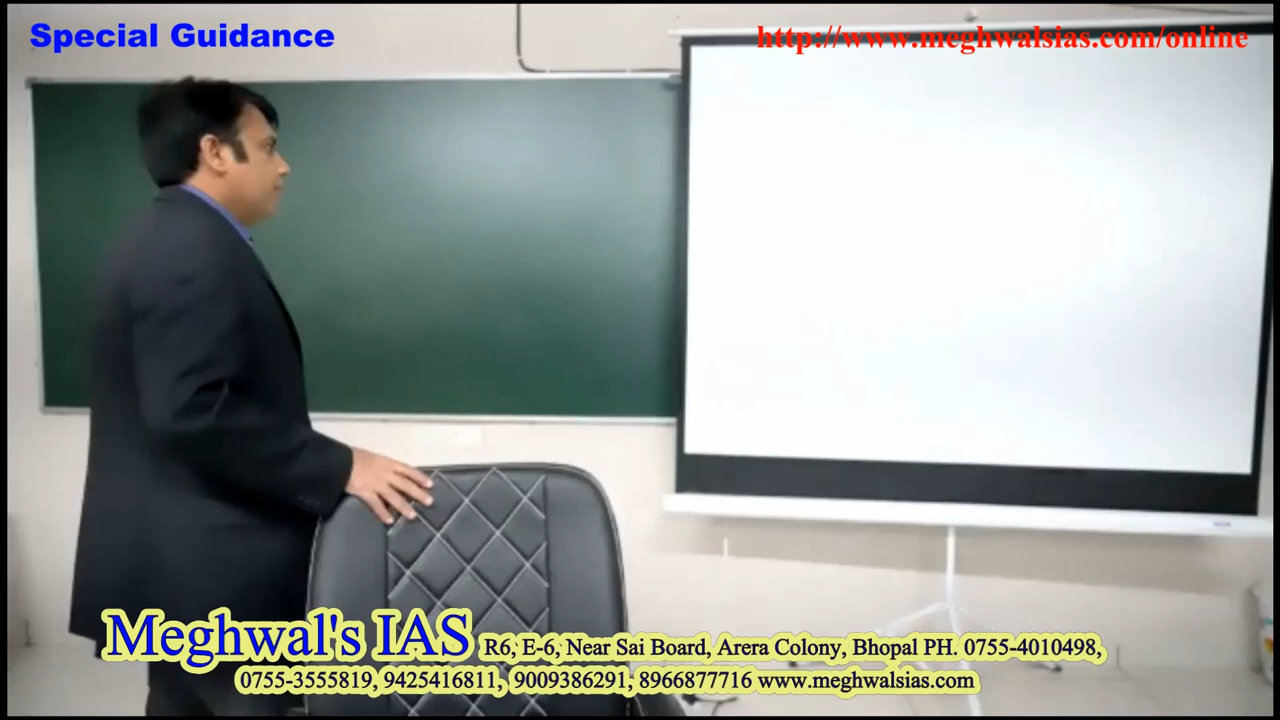 Special Guidance
http://www.meghwalsias.com/online
Meghwal's IAS R6, E-6, Near Sai Board, Arera Colony, Bhopal PH. 0755-4010498,
0755-3555819, 9425416811, 9009386291, 8966877716 www.meghwalsias.com